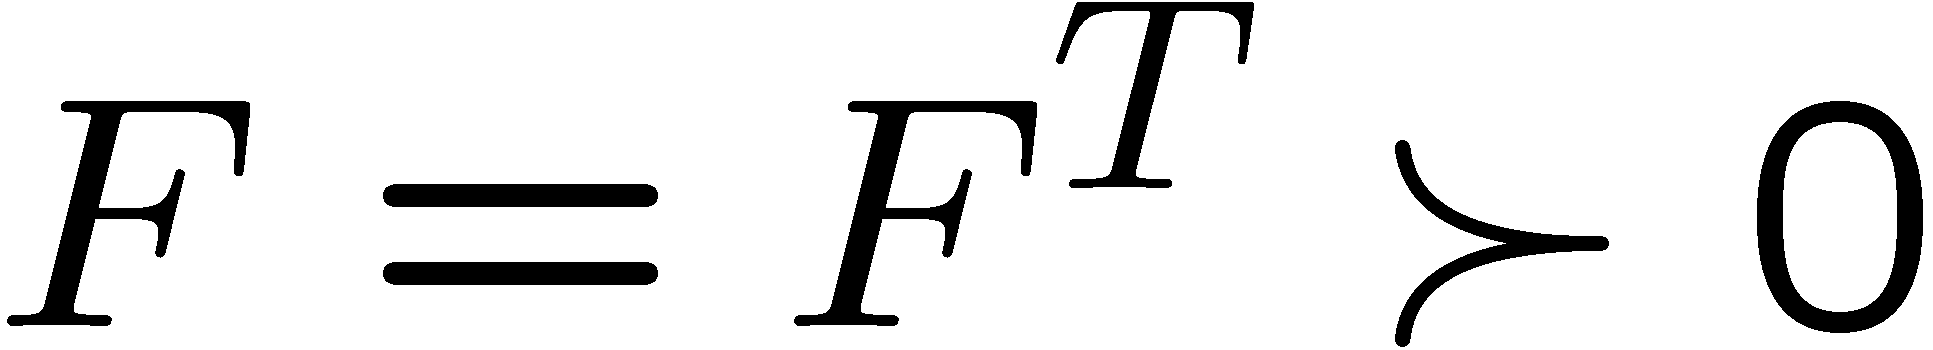 F = F^T ≻ 0